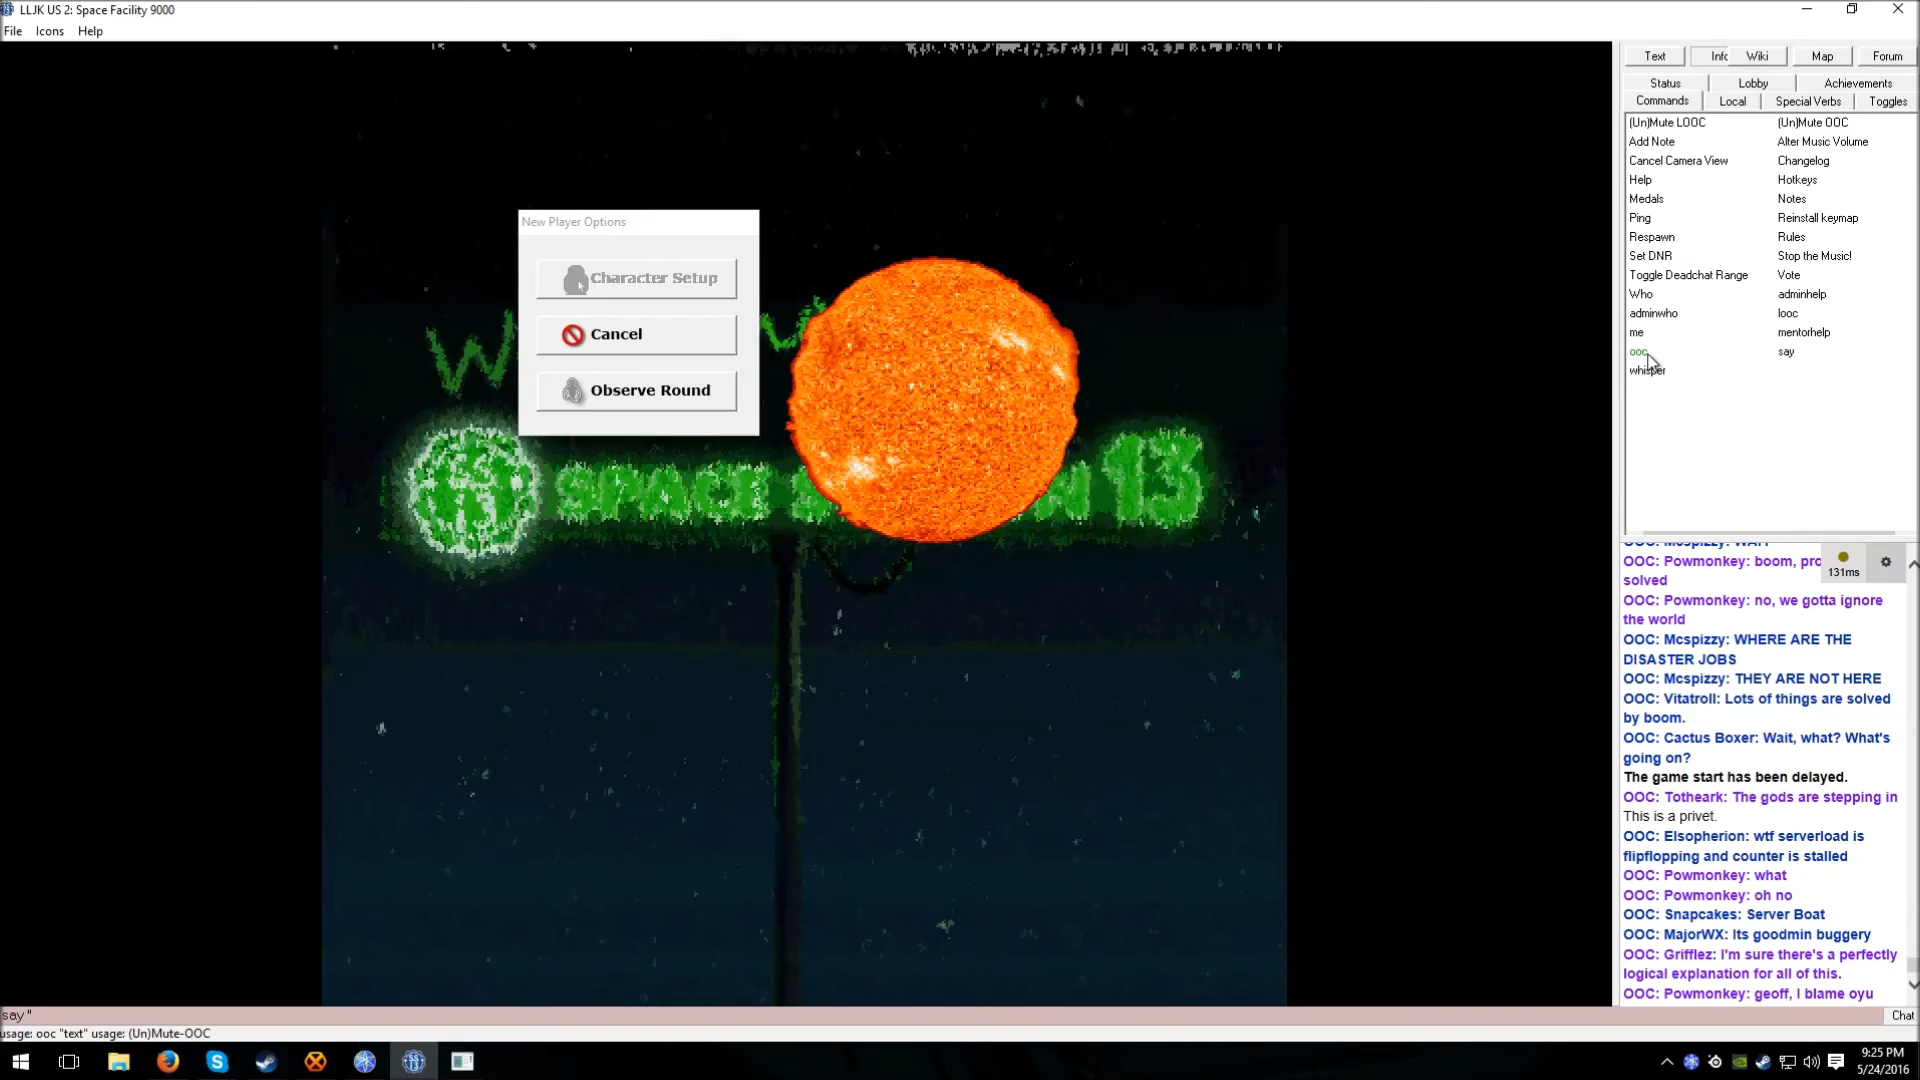 LLJK US 2: Space Facility 9000
File Icons Help
Text Info Wiki Map Forum
Status Lobby Achievements
Commands Local Special Verbs Toggles
(Un)Mute LOOC (Un)Mute OOC
Add Note Alter Music Volume
Cancel Camera View Changelog
Help Hotkeys
Medals Notes
Ping Reinstall keymap
Respawn Rules
Set DNR Stop the Music!
Toggle Deadchat Range Vote
Who adminhelp
adminwho looc
me mentorhelp
ooc say
whisper
New Player Options
Character Setup
Cancel
Observe Round
SPACE S N 13
OOC: Mcspizzy: WAIT
131ms
OOC: Powmonkey: boom, pro
solved
OOC: Powmonkey: no, we gotta ignore
the world
OOC: Mcspizzy: WHERE ARE THE
DISASTER JOBS
OOC: Mcspizzy: THEY ARE NOT HERE
OOC: Vitatroll: Lots of things are solved
by boom.
OOC: Cactus Boxer: Wait, what? What's
going on?
The game start has been delayed.
OOC: Totheark: The gods are stepping in
This is a privet.
OOC: Elsopherion: wtf serverload is
flipflopping and counter is stalled
OOC: Powmonkey: what
OOC: Powmonkey: oh no
OOC: Snapcakes: Server Boat
OOC: MajorWX: Its goodmin buggery
OOC: Grifflez: I'm sure there's a perfectly
logical explanation for all of this.
OOC: Powmonkey: geoff, I blame oyu
say "
Chat
usage: ooc "text" usage: (Un)Mute-OOC
SS
13
9:25 PM
5/24/2016